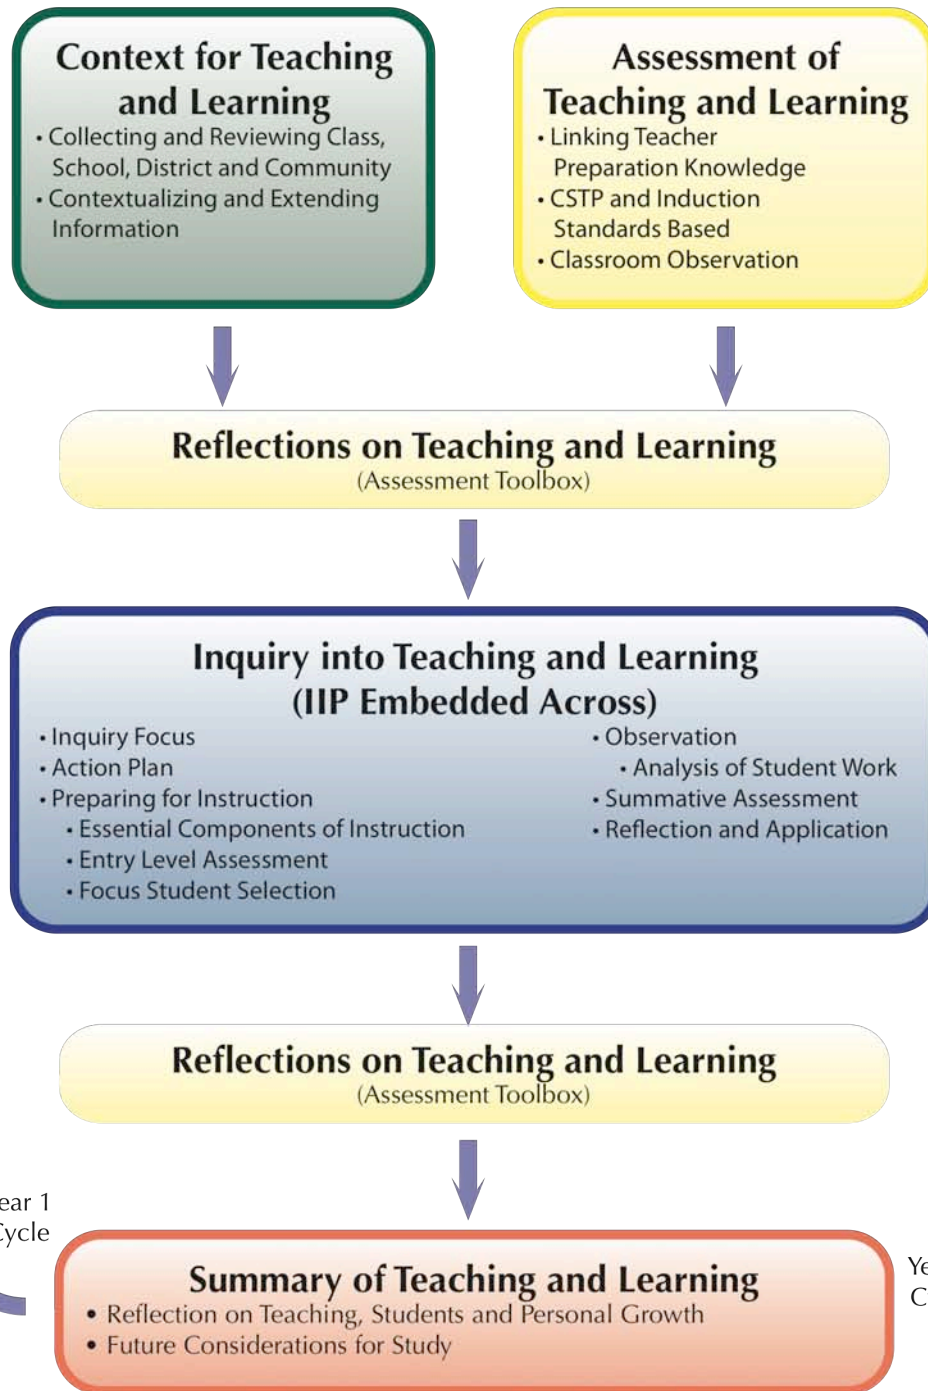 Context for Teaching
and Learning
• Collecting and Reviewing Class,
School, District and Community
• Contextualizing and Extending
Information
Assessment of
Teaching and Learning
• Linking Teacher
Preparation Knowledge
• CSTP and Induction
Standards Based
• Classroom Observation
Reflections on Teaching and Learning
(Assessment Toolbox)
Inquiry into Teaching and Learning
(IIP Embedded Across)
• Inquiry Focus
• Action Plan
• Preparing for Instruction
• Essential Components of Instruction
• Entry Level Assessment
• Focus Student Selection
• Observation
• Analysis of Student Work
• Summative Assessment
• Reflection and Application
Reflections on Teaching and Learning
(Assessment Toolbox)
1
Summary of Teaching and Learning
• Reflection on Teaching, Students and Personal Growth
• Future Considerations for Study